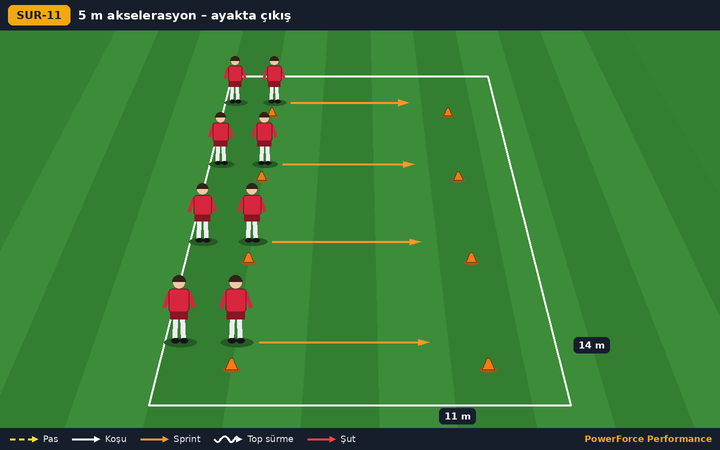 SUR-11 5 m akselerasyon – ayakta çıkış
14 m
11 m
Pas Koşu Sprint Top sürme Şut PowerForce Performance